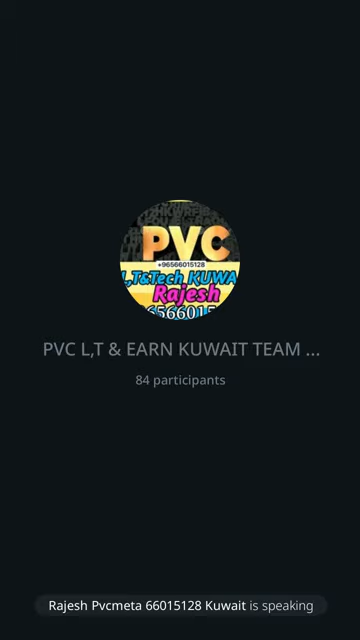 PVC
+96566015128
L,T&Tech KUWA
Rajesh
PVC L,T & EARN KUWAIT TEAM ...
84 participants
Rajesh Pvcmeta 66015128 Kuwait is speaking